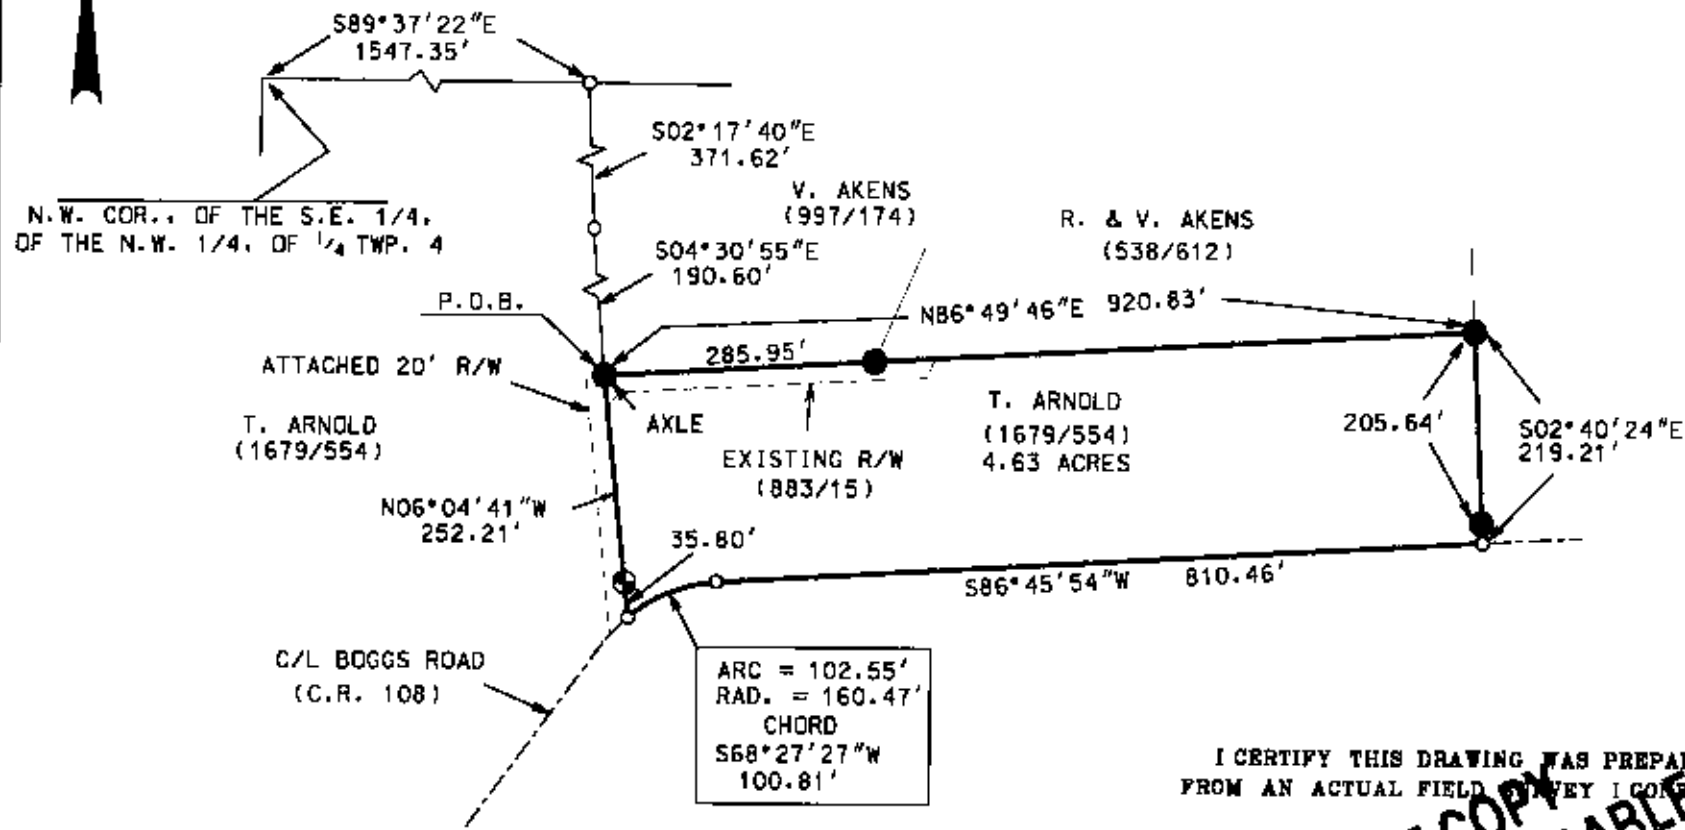 S89°37'22"E
1547.35'
S02°17'40"E
371.62'
N.W. COR., OF THE S.E. 1/4,
OF THE N.W. 1/4, OF 1/4 TWP. 4
V. AKENS
(997/174)
R. & V. AKENS
(538/612)
S04°30'55"E
190.60'
P.O.B.
N86°49'46"E 920.83'
285.95'
ATTACHED 20' R/W
AXLE
T. ARNOLD
(1679/554)
T. ARNOLD
(1679/554)
4.63 ACRES
EXISTING R/W
(883/15)
205.64'
S02°40'24"E
219.21'
N06°04'41"W
252.21'
35.80'
S86°45'54"W 810.46'
C/L BOGGS ROAD
(C.R. 108)
ARC = 102.55'
RAD. = 160.47'
CHORD
S68°27'27"W
100.81'
I CERTIFY THIS DRAWING WAS PREPA
FROM AN ACTUAL FIELD SURVEY I
COPY